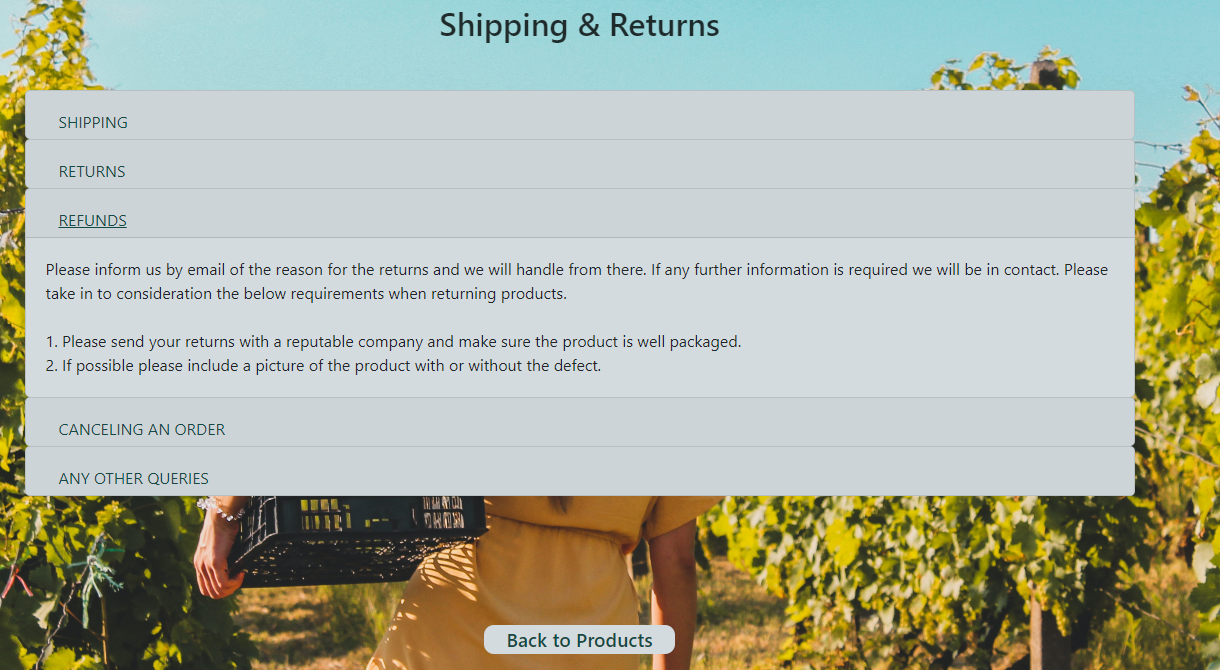 Shipping & Returns
SHIPPING
RETURNS
REFUNDS
Please inform us by email of the reason for the returns and we will handle from there. If any further information is required we will be in contact. Please
take in to consideration the below requirements when returning products.
1. Please send your returns with a reputable company and make sure the product is well packaged.
2. If possible please include a picture of the product with or without the defect.
CANCELING AN ORDER
ANY OTHER QUERIES
Back to Products